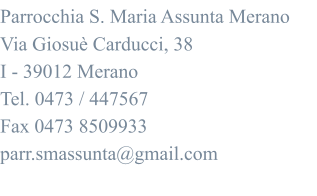 Parrocchia S. Maria Assunta Merano
Via Giosuè Carducci, 38
I - 39012 Merano
Tel. 0473 / 447567
Fax 0473 8509933
parr.smassunta@gmail.com